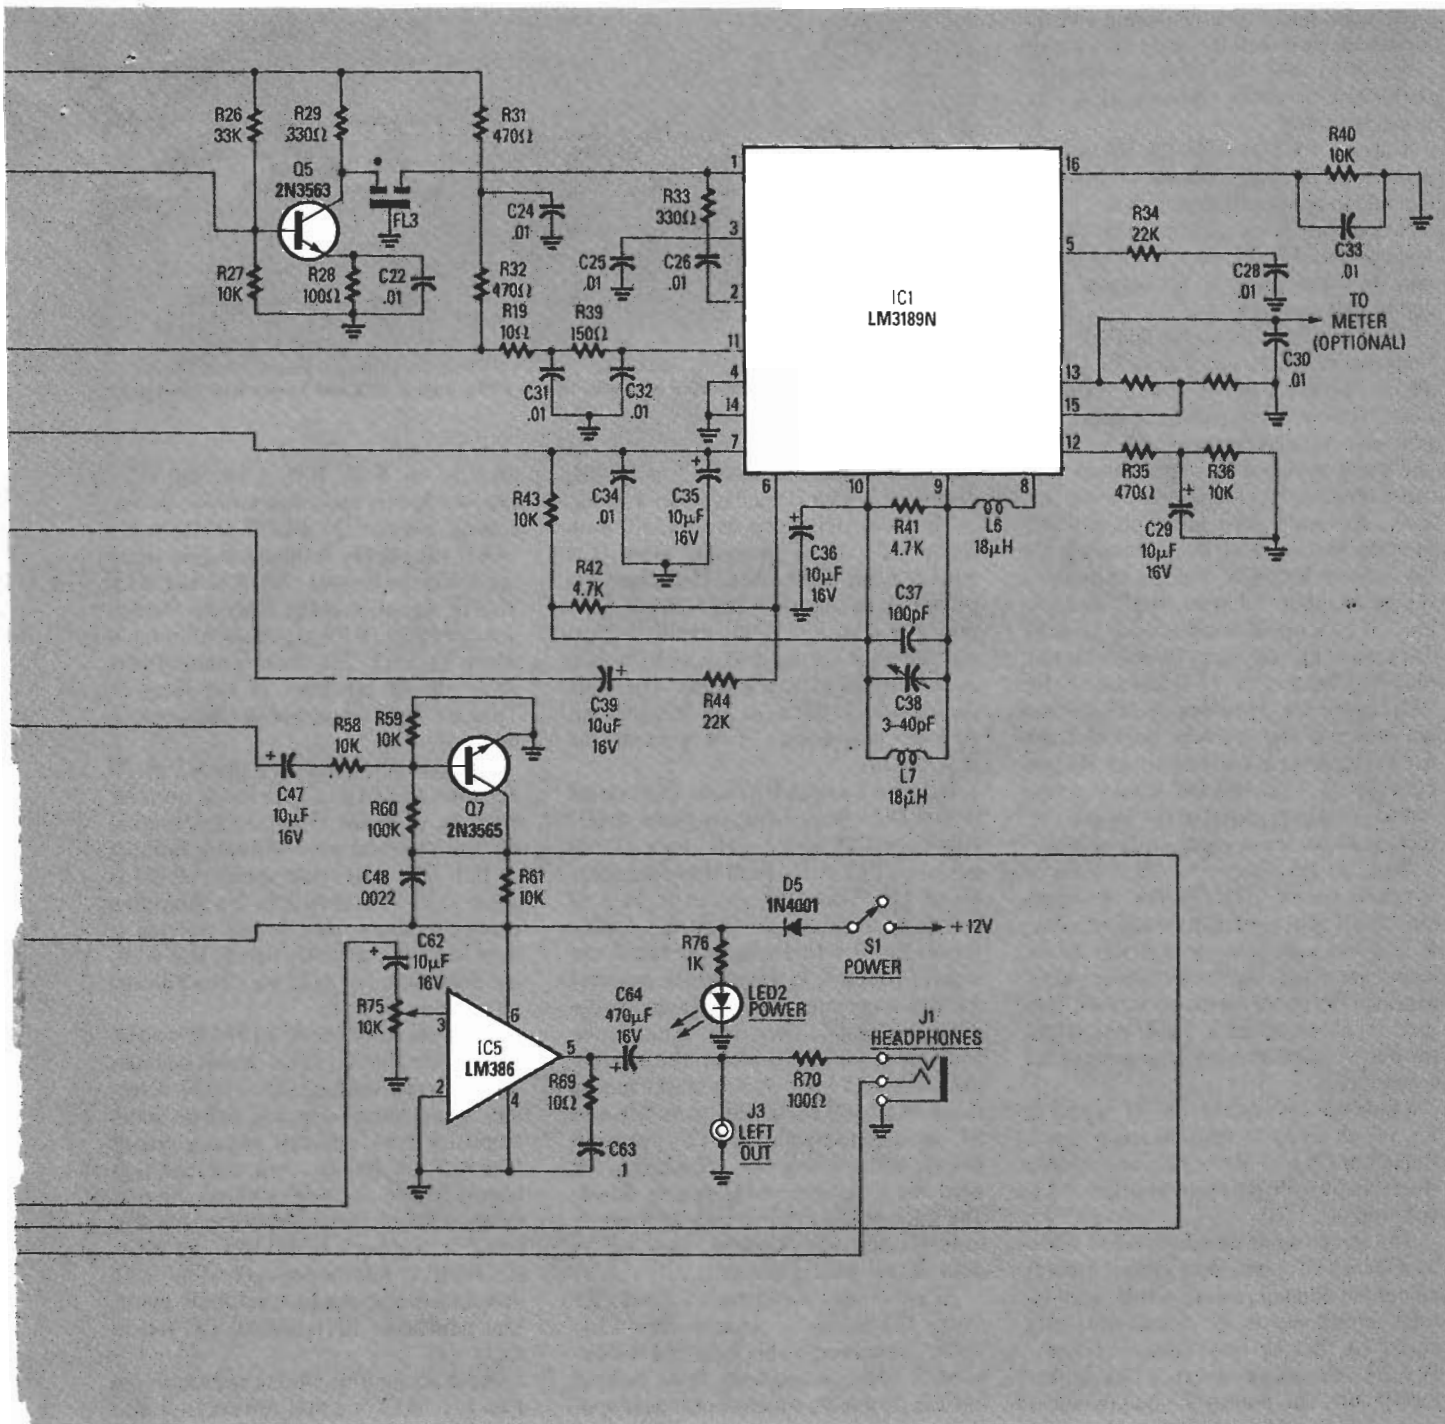 R26
33K
R29
330Ω
R31
470Ω
Q5
2N3563
FL3
R27
10K
R28
100Ω
C22
.01
C24
.01
R32
470Ω
R19
10Ω
R39
150Ω
C25
.01
R33
330Ω
C26
.01
C31
.01
C32
.01
1
3
2
11
4
14
7
6
10
9
8
16
5
13
15
12
IC1
LM3189N
R40
10K
C33
.01
R34
22K
C28
.01
TO
METER
(OPTIONAL)
C30
.01
R35
470Ω
R36
10K
C29
10μF
16V
R43
10K
C34
.01
C35
+
10μF
16V
R42
4.7K
+
C36
10μF
16V
R41
4.7K
L6
18μH
C37
100pF
C38
3-40pF
L7
18μH
+
C39
10uF
16V
R44
22K
+
C47
10μF
16V
R58
10K
R59
10K
R60
100K
Q7
2N3565
C48
.0022
R61
10K
D5
1N4001
S1
POWER
+12V
R76
1K
LED2
POWER
+
C62
10μF
16V
R75
10K
3
2
6
5
4
IC5
LM386
C64
470μF
16V
+
R69
10Ω
C63
.1
J3
LEFT
OUT
R70
100Ω
J1
HEADPHONES
+